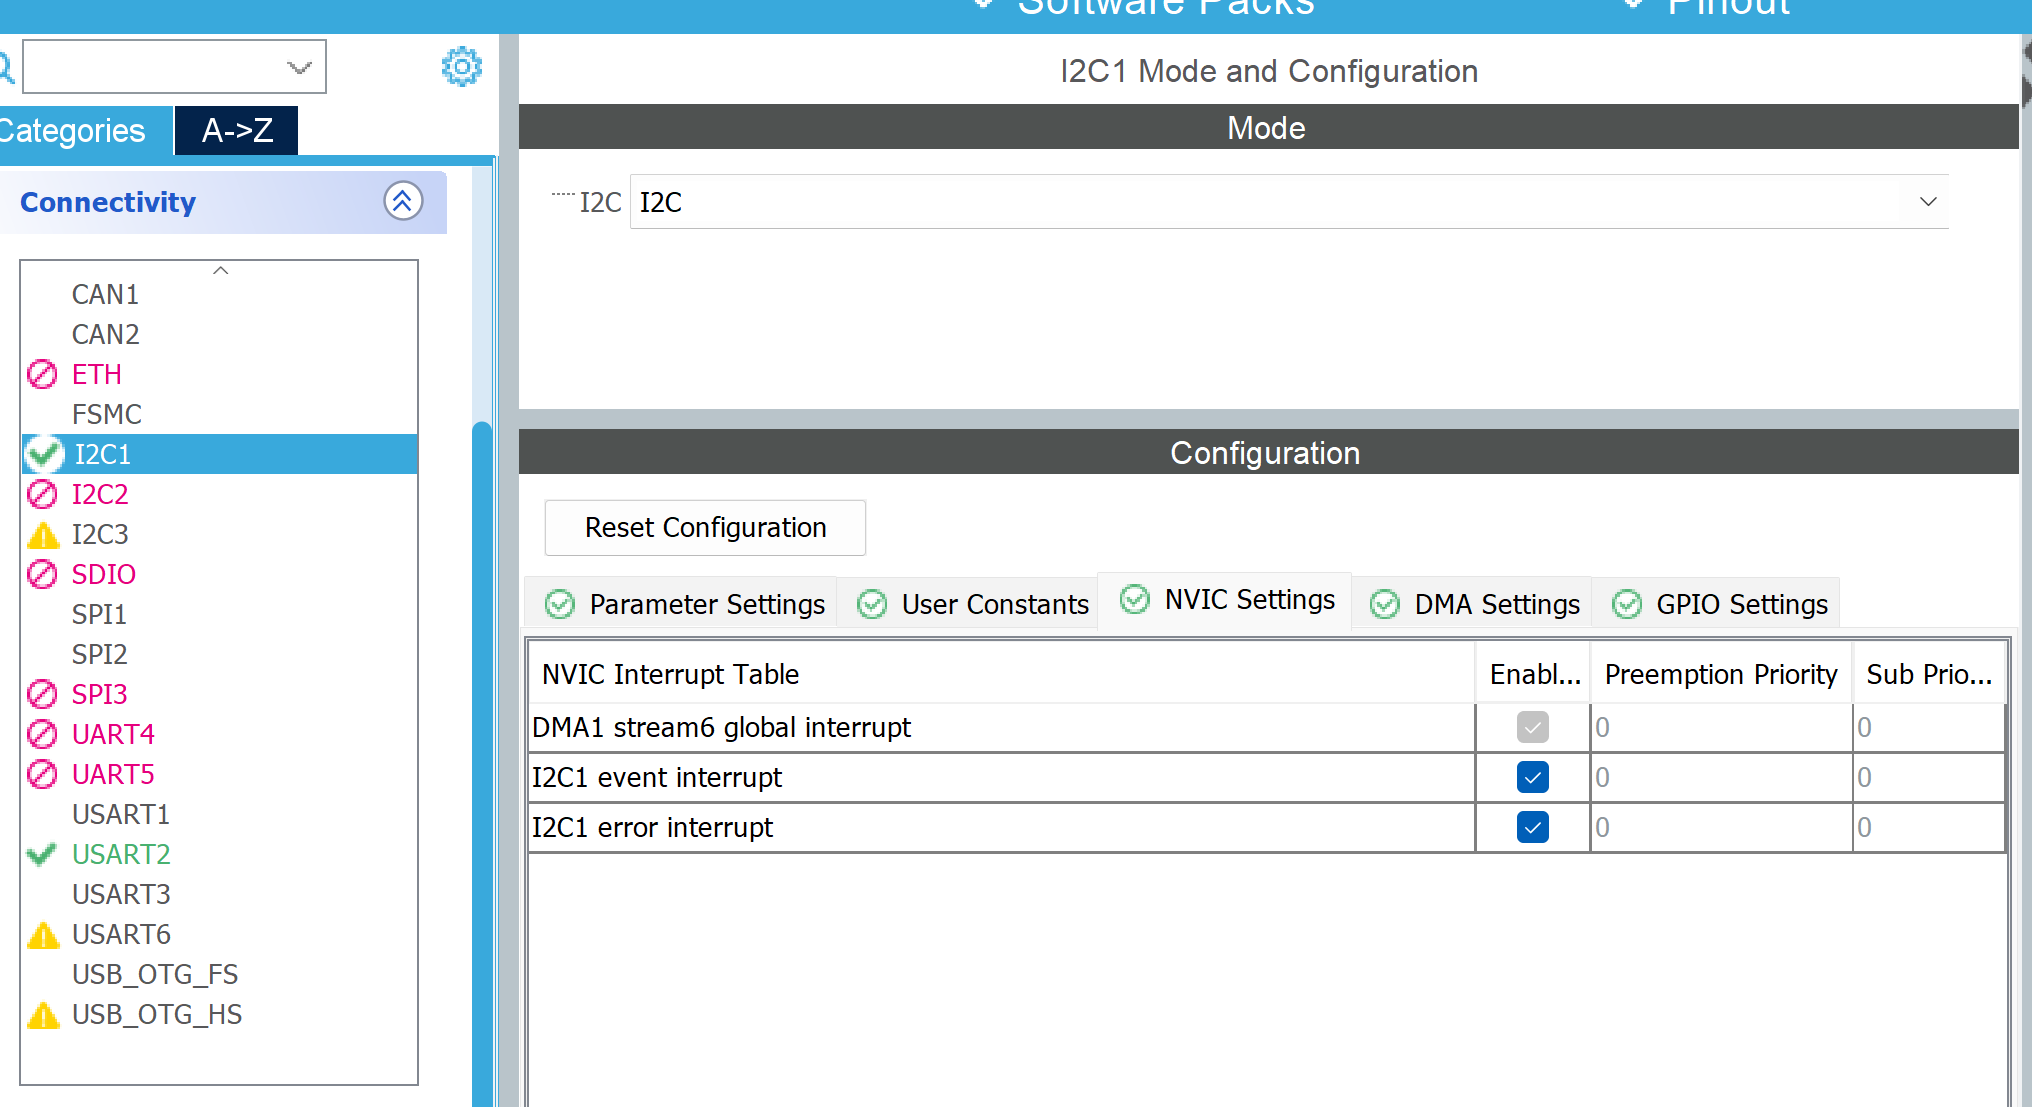 Software Packs
Pinout
Categories
A->Z
Connectivity
CAN1
CAN2
ETH
FSMC
I2C1
I2C2
I2C3
SDIO
SPI1
SPI2
SPI3
UART4
UART5
USART1
USART2
USART3
USART6
USB_OTG_FS
USB_OTG_HS
I2C1 Mode and Configuration
Mode
I2C I2C
Configuration
Reset Configuration
Parameter Settings User Constants NVIC Settings DMA Settings GPIO Settings
NVIC Interrupt Table Enabl... Preemption Priority Sub Prio...
DMA1 stream6 global interrupt 0 0
I2C1 event interrupt 0 0
I2C1 error interrupt 0 0